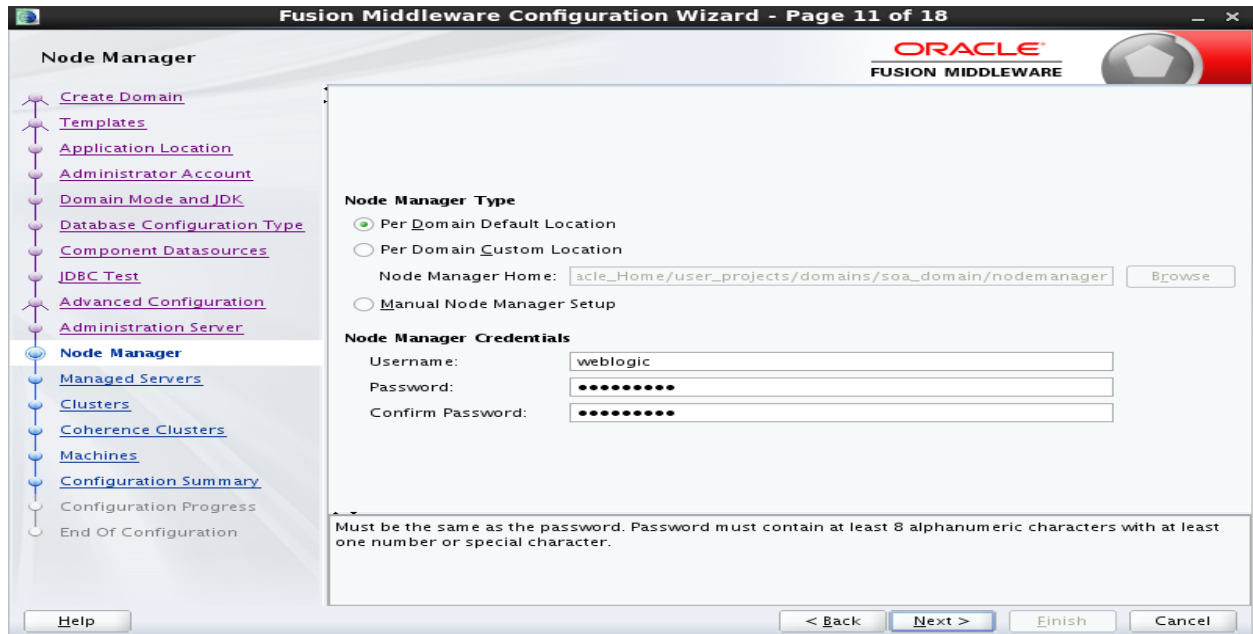 Fusion Middleware Configuration Wizard - Page 11 of 18
Node Manager
ORACLE
FUSION MIDDLEWARE
Create Domain
Templates
Application Location
Administrator Account
Domain Mode and JDK
Database Configuration Type
Component Datasources
JDBC Test
Advanced Configuration
Administration Server
Node Manager
Managed Servers
Clusters
Coherence Clusters
Machines
Configuration Summary
Configuration Progress
End Of Configuration
Node Manager Type
Per Domain Default Location
Per Domain Custom Location
Node Manager Home: acle_Home/user_projects/domains/soa_domain/nodemanager Browse
Manual Node Manager Setup
Node Manager Credentials
Username: weblogic
Password: •••••••••
Confirm Password: •••••••••
Must be the same as the password. Password must contain at least 8 alphanumeric characters with at least
one number or special character.
Help < Back Next > Finish Cancel